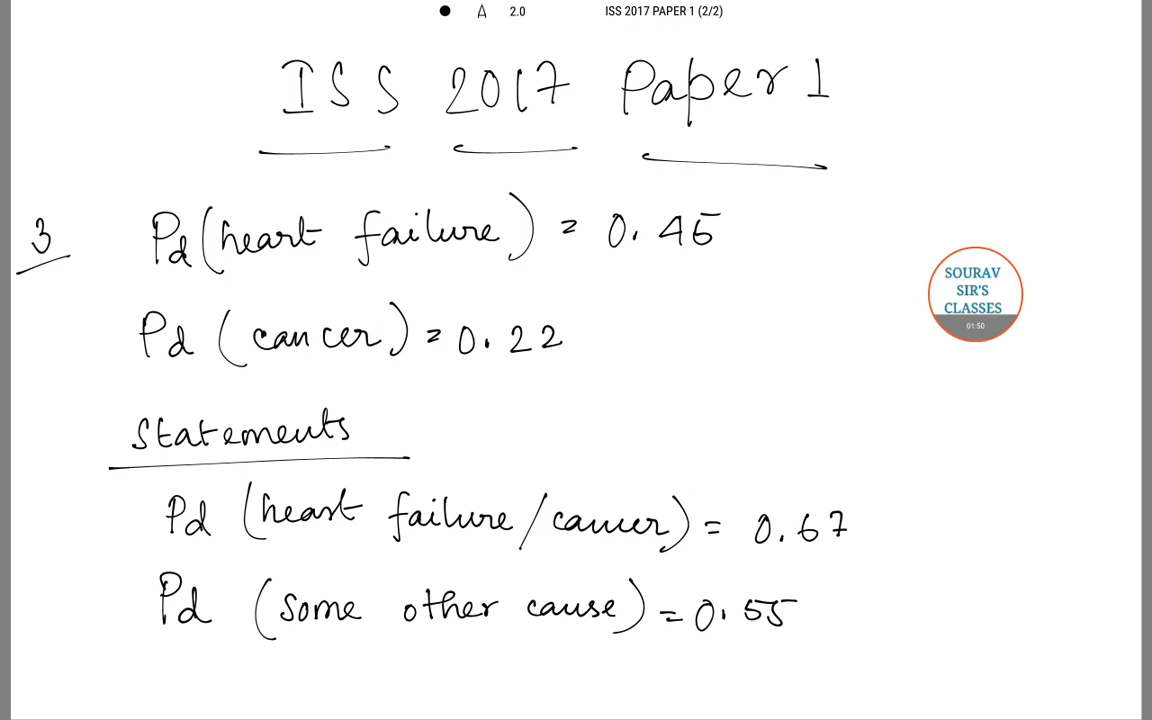 A 2.0 ISS 2017 PAPER 1 (2/2)
ISS 2017 Paper 1
3 Pd (heart failure) = 0.45
SOURAV
SIR'S
CLASSES
01:50
Pd (cancer) = 0.22
Statements
Pd (heart failure/cancer) = 0.67
Pd (some other cause) = 0.55